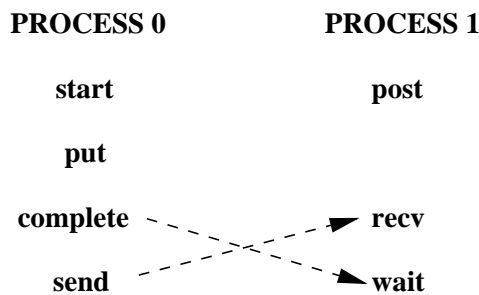 PROCESS 0 PROCESS 1
start post
put
complete recv
send wait